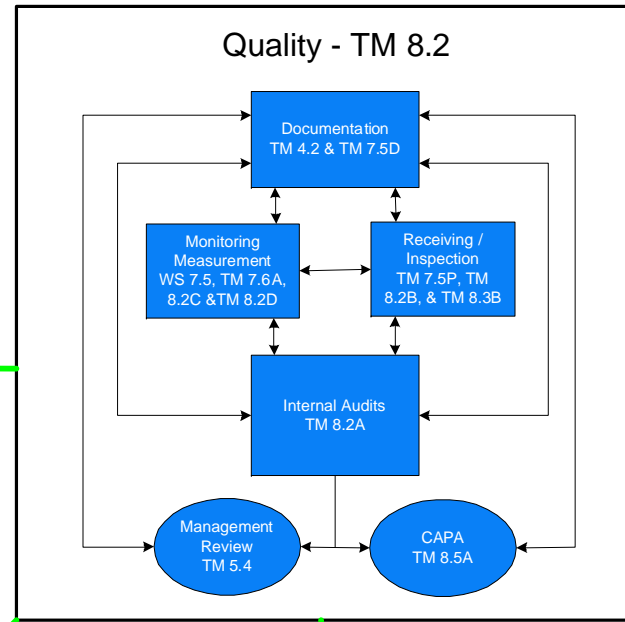 Quality - TM 8.2
Documentation
TM 4.2 & TM 7.5D
Monitoring
Measurement
WS 7.5, TM 7.6A,
8.2C &TM 8.2D
Receiving /
Inspection
TM 7.5P, TM
8.2B, & TM 8.3B
Internal Audits
TM 8.2A
Management
Review
TM 5.4
CAPA
TM 8.5A